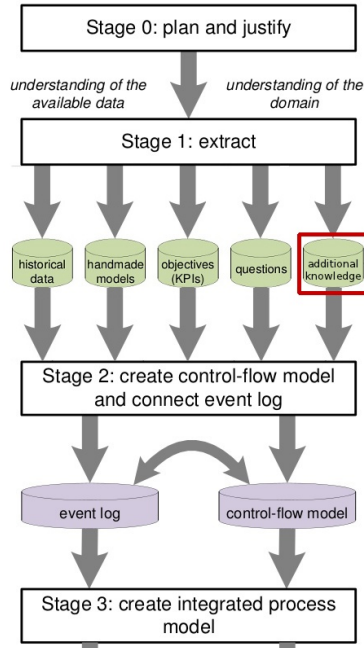 Stage 0: plan and justify
understanding of the
available data
understanding of the
domain
Stage 1: extract
historical
data
handmade
models
objectives
(KPIs)
questions
additional
knowledge
Stage 2: create control-flow model
and connect event log
event log
control-flow model
Stage 3: create integrated process
model